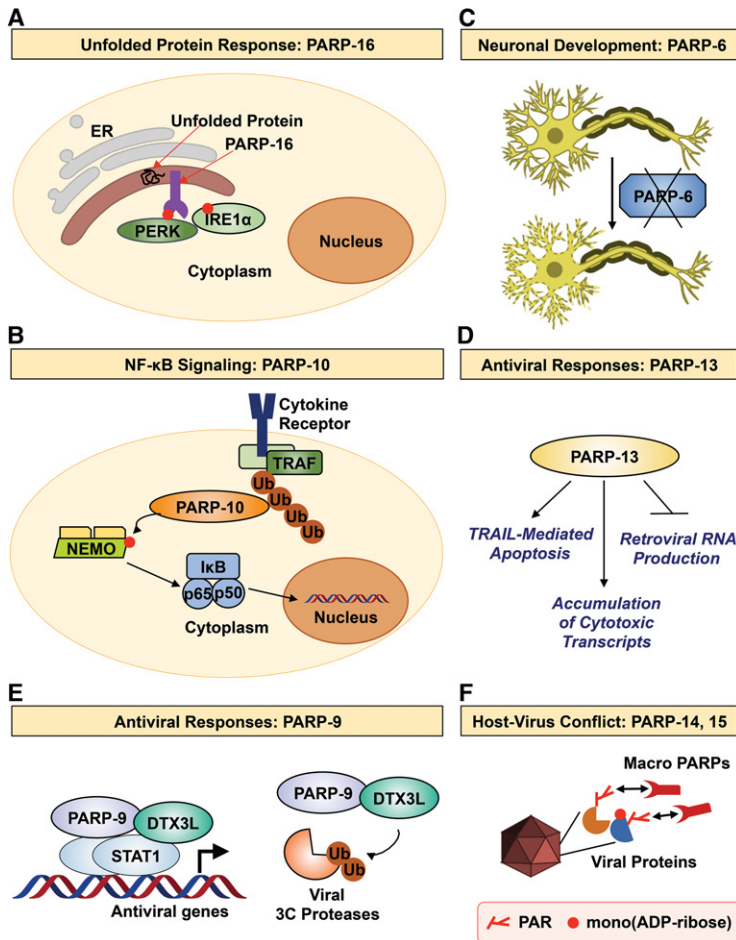 A
Unfolded Protein Response: PARP-16
ER
Unfolded Protein
PARP-16
PERK
IRE1α
Nucleus
Cytoplasm
B
NF-κB Signaling: PARP-10
Cytokine
Receptor
TRAF
Ub
Ub
Ub
Ub
PARP-10
NEMO
IκB
p65
p50
Cytoplasm
Nucleus
C
Neuronal Development: PARP-6
PARP-6
D
Antiviral Responses: PARP-13
PARP-13
TRAIL-Mediated
Apoptosis
Retroviral RNA
Production
Accumulation
of Cytotoxic
Transcripts
E
Antiviral Responses: PARP-9
PARP-9
DTX3L
STAT1
Antiviral genes
PARP-9
DTX3L
Ub
Ub
Viral
3C Proteases
F
Host-Virus Conflict: PARP-14, 15
Macro PARPs
Viral Proteins
PAR
mono(ADP-ribose)